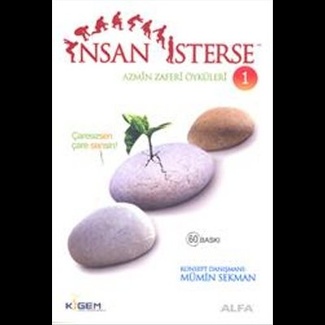 İNSAN İSTERSE
AZMİN ZAFERİ ÖYKÜLERİ 1
Çaresizsen
çare sensin!
60 BASKI
KONSEPT DANIŞMANI:
MÜMİN SEKMAN
KİGEM
ALFA